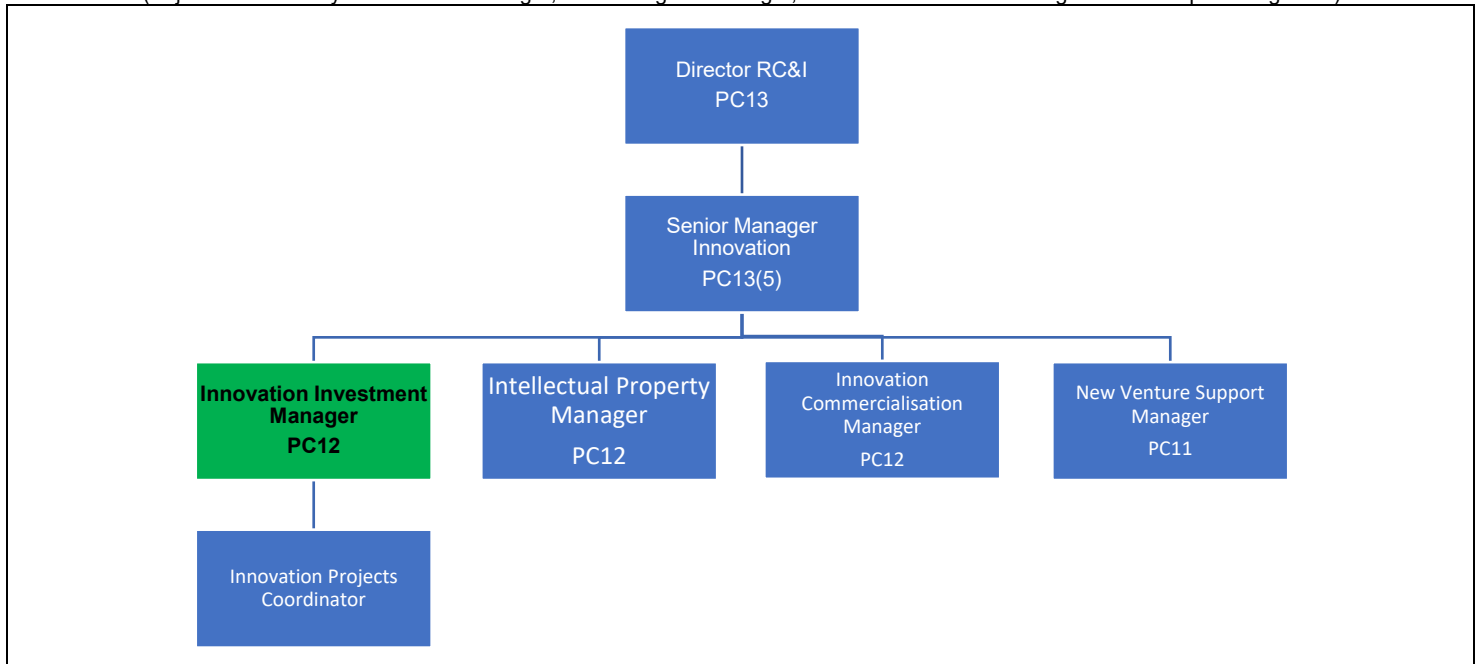 Director RC&I
PC13
Senior Manager
Innovation
PC13(5)
Innovation Investment
Manager
PC12
Intellectual Property
Manager
PC12
Innovation
Commercialisation
Manager
PC12
New Venture Support
Manager
PC11
Innovation Projects
Coordinator